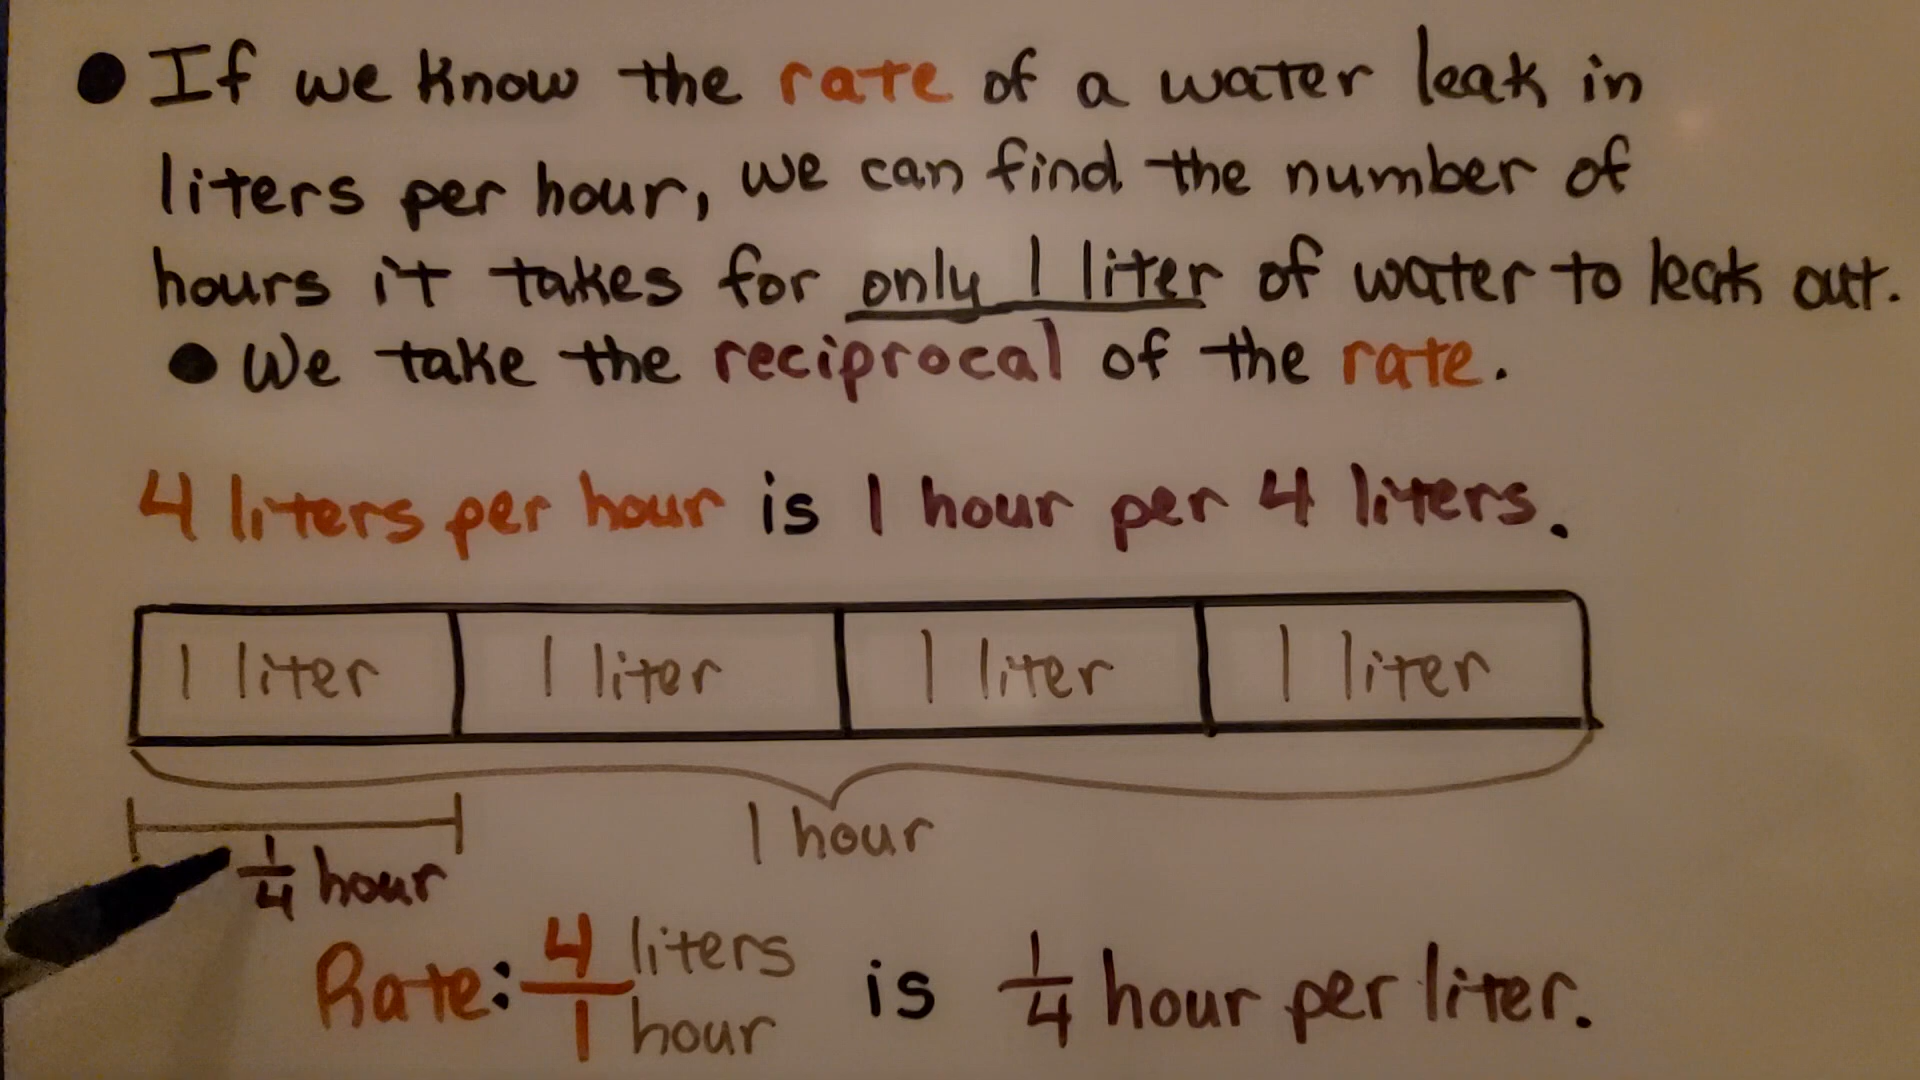 ● If we know the rate of a water leak in
liters per hour, we can find the number of
hours it takes for only 1 liter of water to leak out.
● We take the reciprocal of the rate.
4 liters per hour is 1 hour per 4 liters.
1 liter 1 liter 1 liter 1 liter
1 hour
1/4 hour
Rate: 4 liters / 1 hour is 1/4 hour per liter.